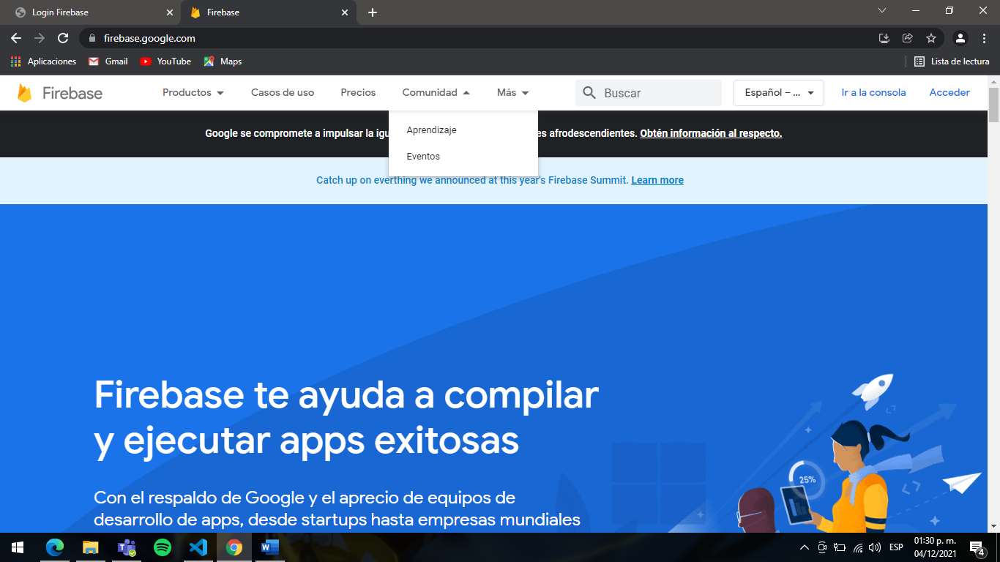 Login Firebase
Firebase
firebase.google.com
Aplicaciones
Gmail
YouTube
Maps
Lista de lectura
Firebase
Productos
Casos de uso
Precios
Comunidad
Más
Buscar
Español – ...
Ir a la consola
Acceder
Aprendizaje
Eventos
Google se compromete a impulsar la igu es afrodescendientes. Obtén información al respecto.
Catch up on everthing we announced at this year's Firebase Summit. Learn more
Firebase te ayuda a compilar
y ejecutar apps exitosas
Con el respaldo de Google y el aprecio de equipos de
desarrollo de apps, desde startups hasta empresas mundiales
25%
ESP
01:30 p. m.
04/12/2021
4